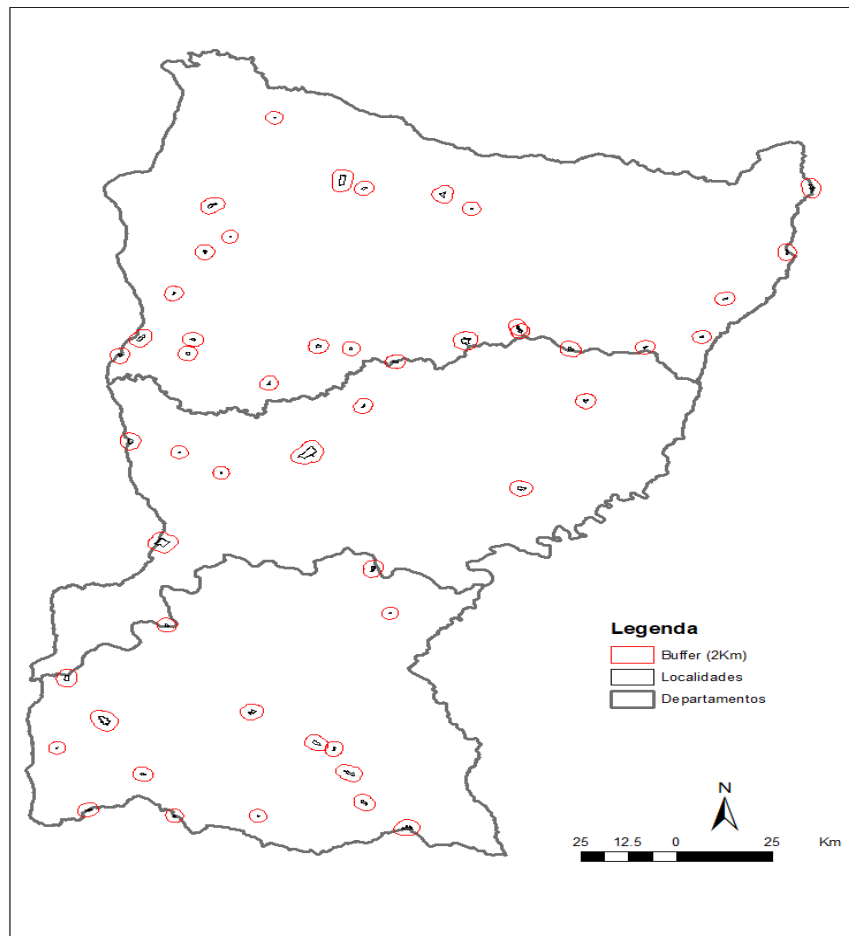 Legenda
Buffer (2Km)
Localidades
Departamentos
N
25 12.5 0 25 Km